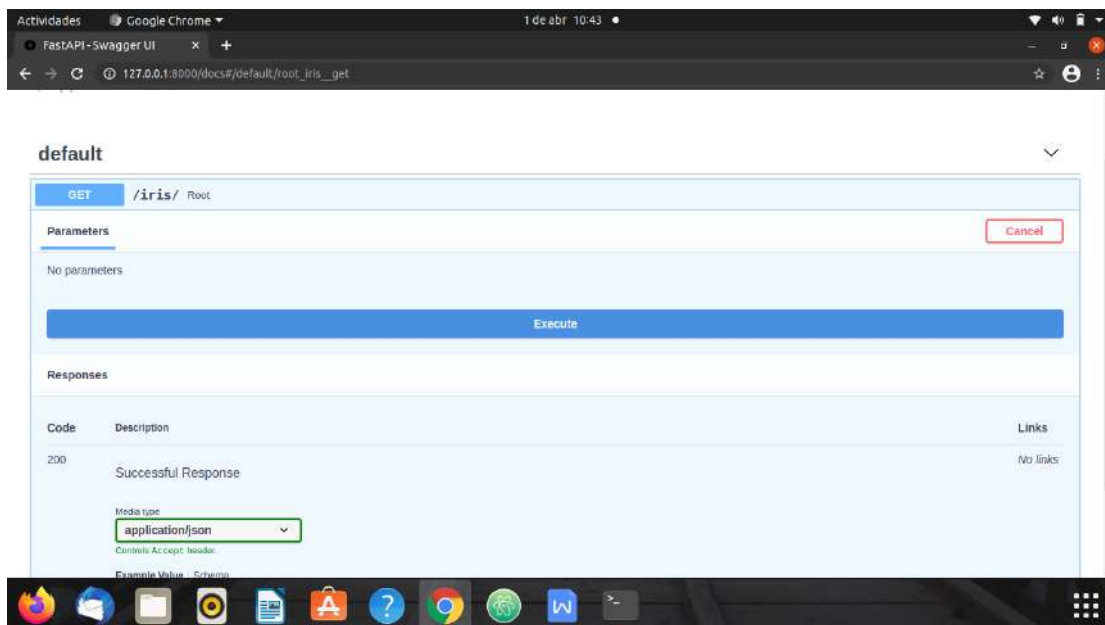 Actividades Google Chrome 1 de abr 10:43
FastAPI - Swagger UI
127.0.0.1:8000/docs#/default/root_iris__get
default
GET /iris/ Root
Parameters Cancel
No parameters
Execute
Responses
Code Description Links
200 Successful Response No links
Media type
application/json
Controls Accept header.
Example Value | Schema